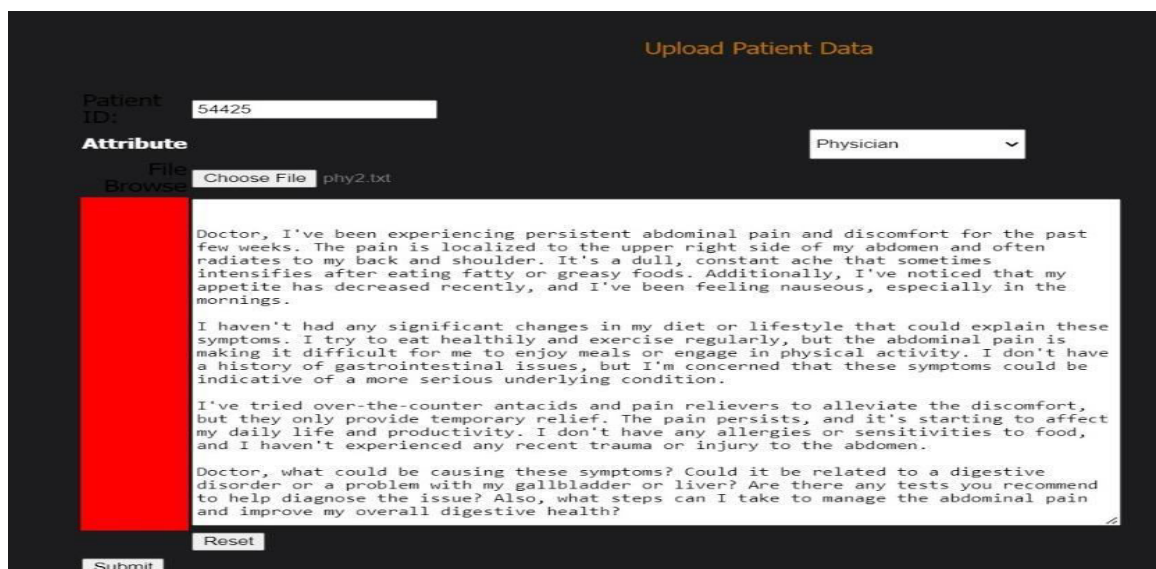 Upload Patient Data
Patient
ID:
54425
Attribute
Physician
File
Browse
Choose File phy2.txt
Doctor, I've been experiencing persistent abdominal pain and discomfort for the past
few weeks. The pain is localized to the upper right side of my abdomen and often
radiates to my back and shoulder. It's a dull, constant ache that sometimes
intensifies after eating fatty or greasy foods. Additionally, I've noticed that my
appetite has decreased recently, and I've been feeling nauseous, especially in the
mornings.
I haven't had any significant changes in my diet or lifestyle that could explain these
symptoms. I try to eat healthily and exercise regularly, but the abdominal pain is
making it difficult for me to enjoy meals or engage in physical activity. I don't have
a history of gastrointestinal issues, but I'm concerned that these symptoms could be
indicative of a more serious underlying condition.
I've tried over-the-counter antacids and pain relievers to alleviate the discomfort,
but they only provide temporary relief. The pain persists, and it's starting to affect
my daily life and productivity. I don't have any allergies or sensitivities to food,
and I haven't experienced any recent trauma or injury to the abdomen.
Doctor, what could be causing these symptoms? Could it be related to a digestive
disorder or a problem with my gallbladder or liver? Are there any tests you recommend
to help diagnose the issue? Also, what steps can I take to manage the abdominal pain
and improve my overall digestive health?
Reset
Submit